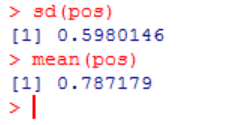 > sd(pos)
[1] 0.5980146
> mean(pos)
[1] 0.787179
>